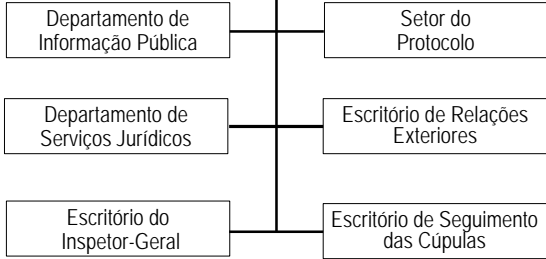 Departamento de
Informação Pública
Setor do
Protocolo
Departamento de
Serviços Jurídicos
Escritório de Relações
Exteriores
Escritório do
Inspetor-Geral
Escritório de Seguimento
das Cúpulas